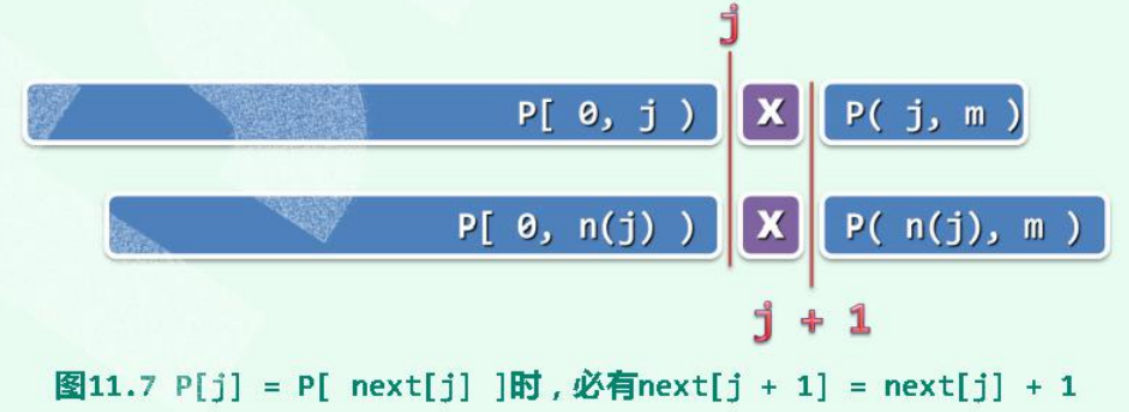 j
P[ 0, j ) X P( j, m )
P[ 0, n(j) ) X P( n(j), m )
j + 1
图11.7 P[j] = P[ next[j] ]时，必有next[j + 1] = next[j] + 1